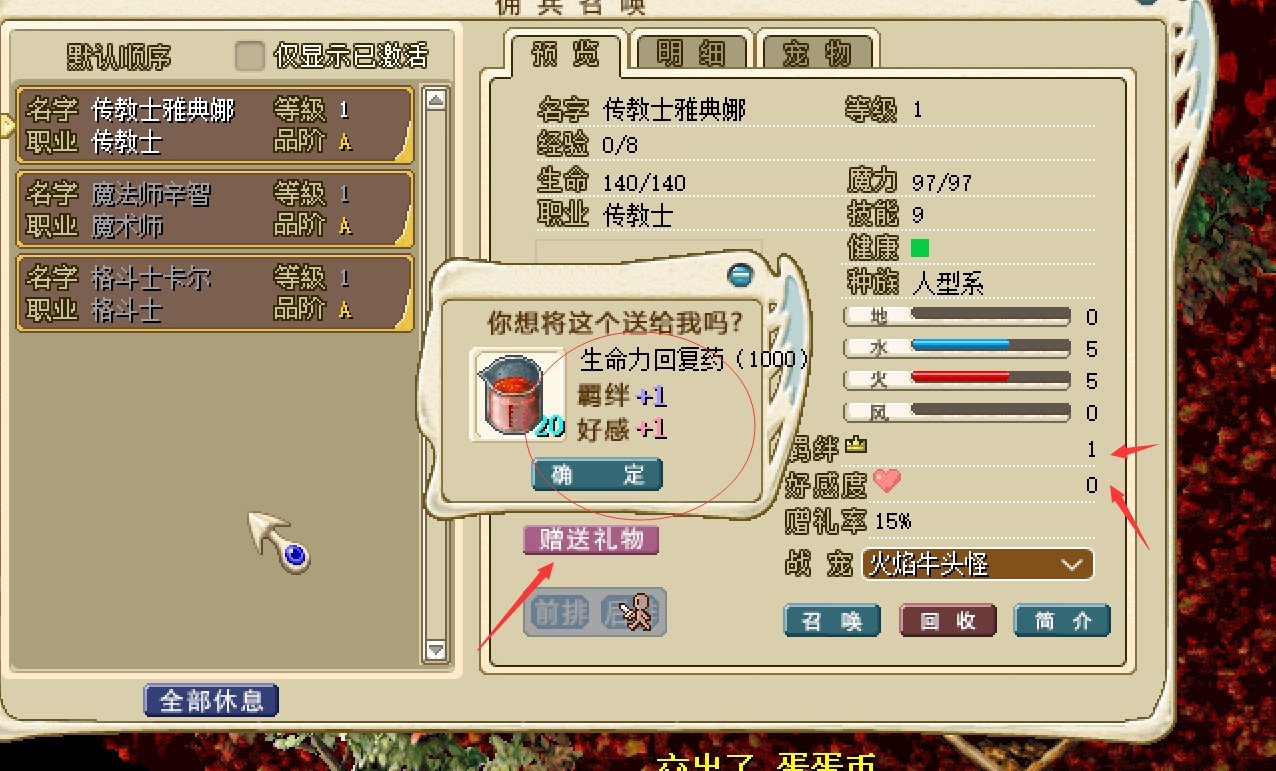 佣兵召唤
默认顺序 仅显示已激活
名字 传教士雅典娜 等級 1
职业 传教士 品阶 A
名字 魔法师辛智 等級 1
职业 魔术师 品阶 A
名字 格斗士卡尔 等級 1
职业 格斗士 品阶 A
全部休息
预览 明细 宠物
名字 传教士雅典娜 等級 1
经验 0/8
生命 140/140 魔力 97/97
职业 传教士 技能 9
健康
种族 人型系
地 0
水 5
火 5
风 0
羁绊 1
好感度 0
赠礼率 15%
战宠 火焰牛头怪
召唤 回收 简介
你想将这个送给我吗?
生命力回复药（1000）
羁绊 +1
20 好感 +1
确定
赠送礼物
前排
交出了 蛋蛋币